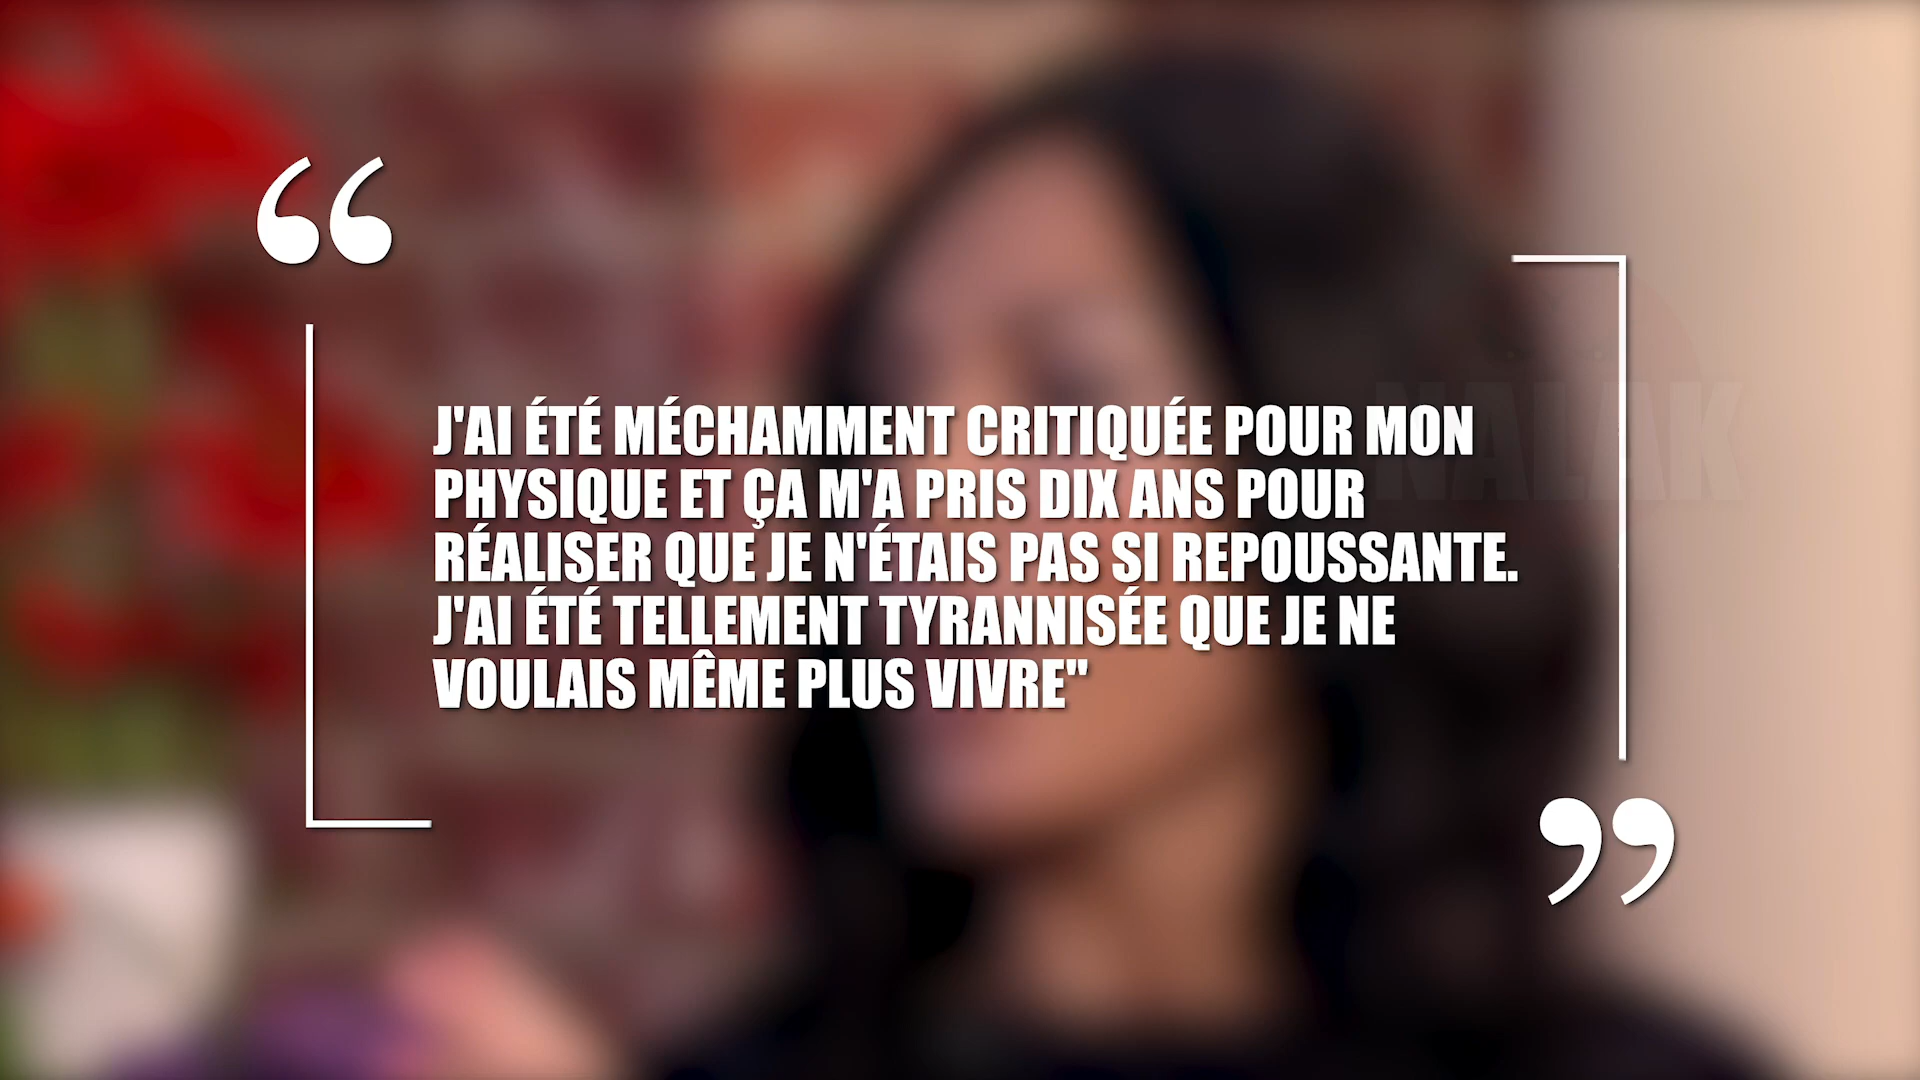 J'AI ÉTÉ MÉCHAMMENT CRITIQUÉE POUR MON
PHYSIQUE ET ÇA M'A PRIS DIX ANS POUR
RÉALISER QUE JE N'ÉTAIS PAS SI REPOUSSANTE.
J'AI ÉTÉ TELLEMENT TYRANNISÉE QUE JE NE
VOULAIS MÊME PLUS VIVRE"
NALAK